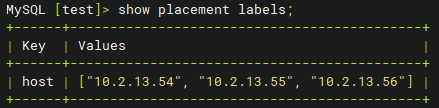 MySQL [test]> show placement labels;
+------+----------------------------------------------+
| Key  | Values                                       |
+------+----------------------------------------------+
| host | ["10.2.13.54", "10.2.13.55", "10.2.13.56"] |
+------+----------------------------------------------+